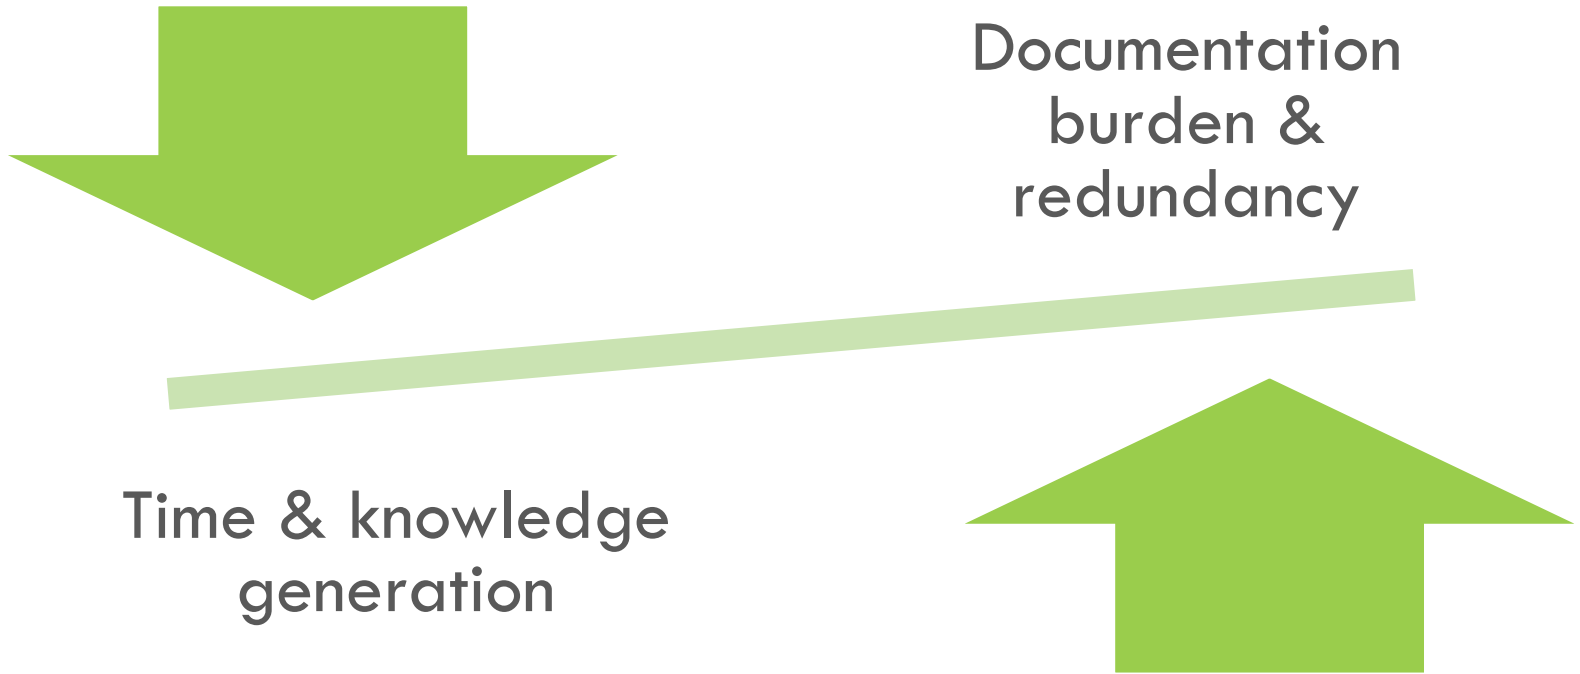 Documentation
burden &
redundancy
Time & knowledge
generation